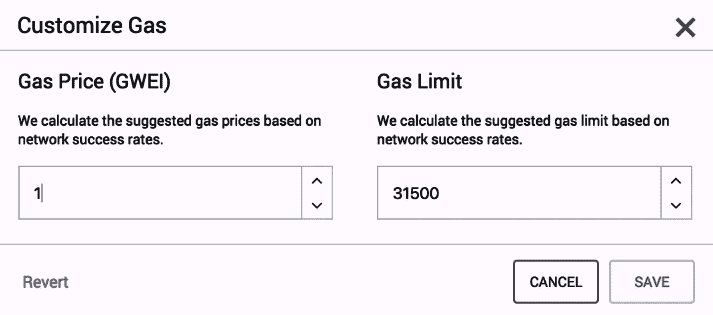 Customize Gas
Gas Price (GWEI)
We calculate the suggested gas prices based on
network success rates.
1
Gas Limit
We calculate the suggested gas limit based on
network success rates.
31500
Revert
CANCEL
SAVE